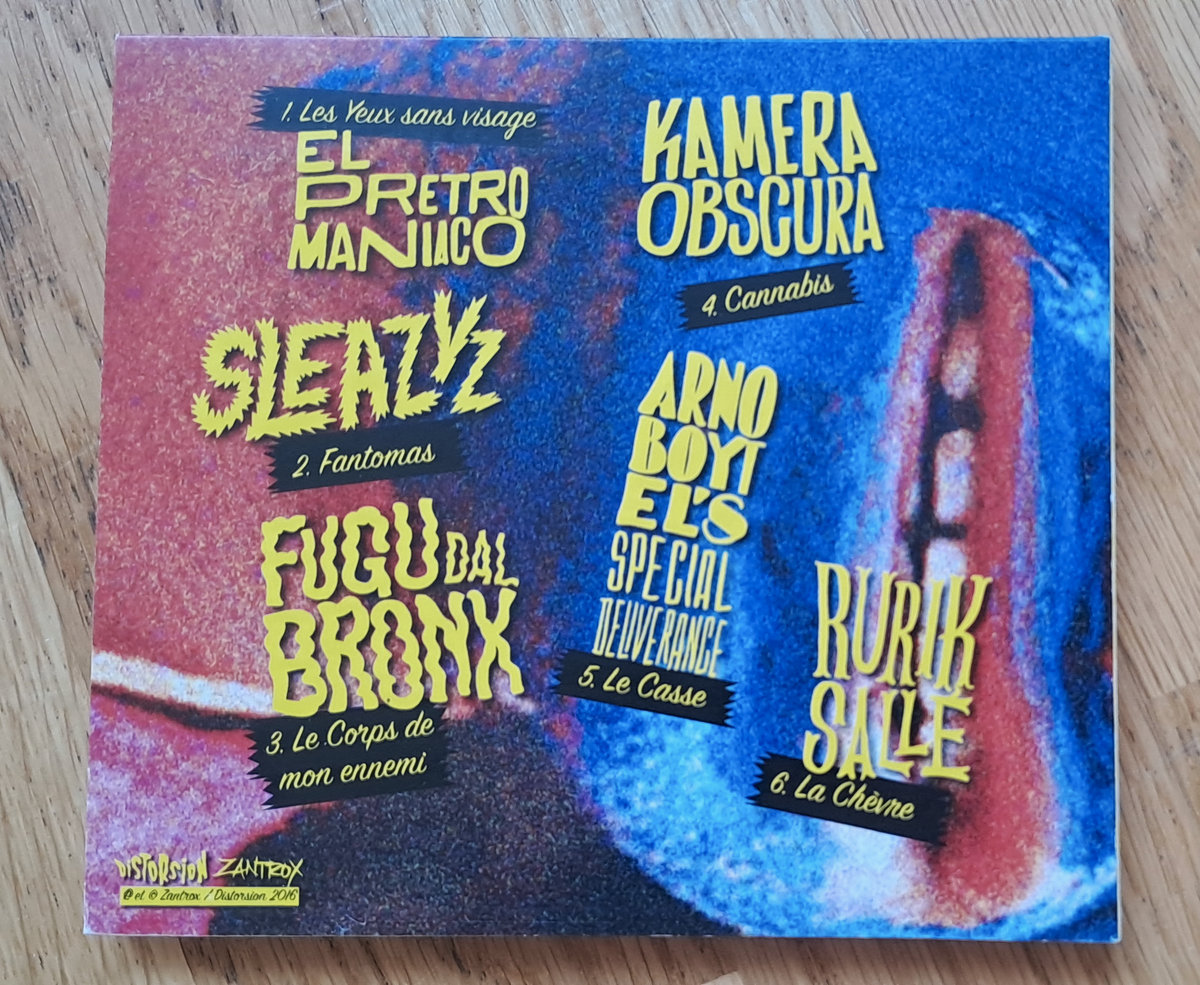 1. Les Yeux sans visage
EL
PRETRO
MANIACO
SLEAZYZ
2. Fantomas
FUGU DAL
BRONX
3. Le Corps de
mon ennemi
KAMERA
OBSCURA
4. Cannabis
ARNO
BOYT
EL'S
SPECIAL
DELIVERANCE
5. Le Casse
RURIK
SALLE
6. La Chèvre
DISTORSION ZANTROX
℗ et © Zantrox / Distorsion 2016